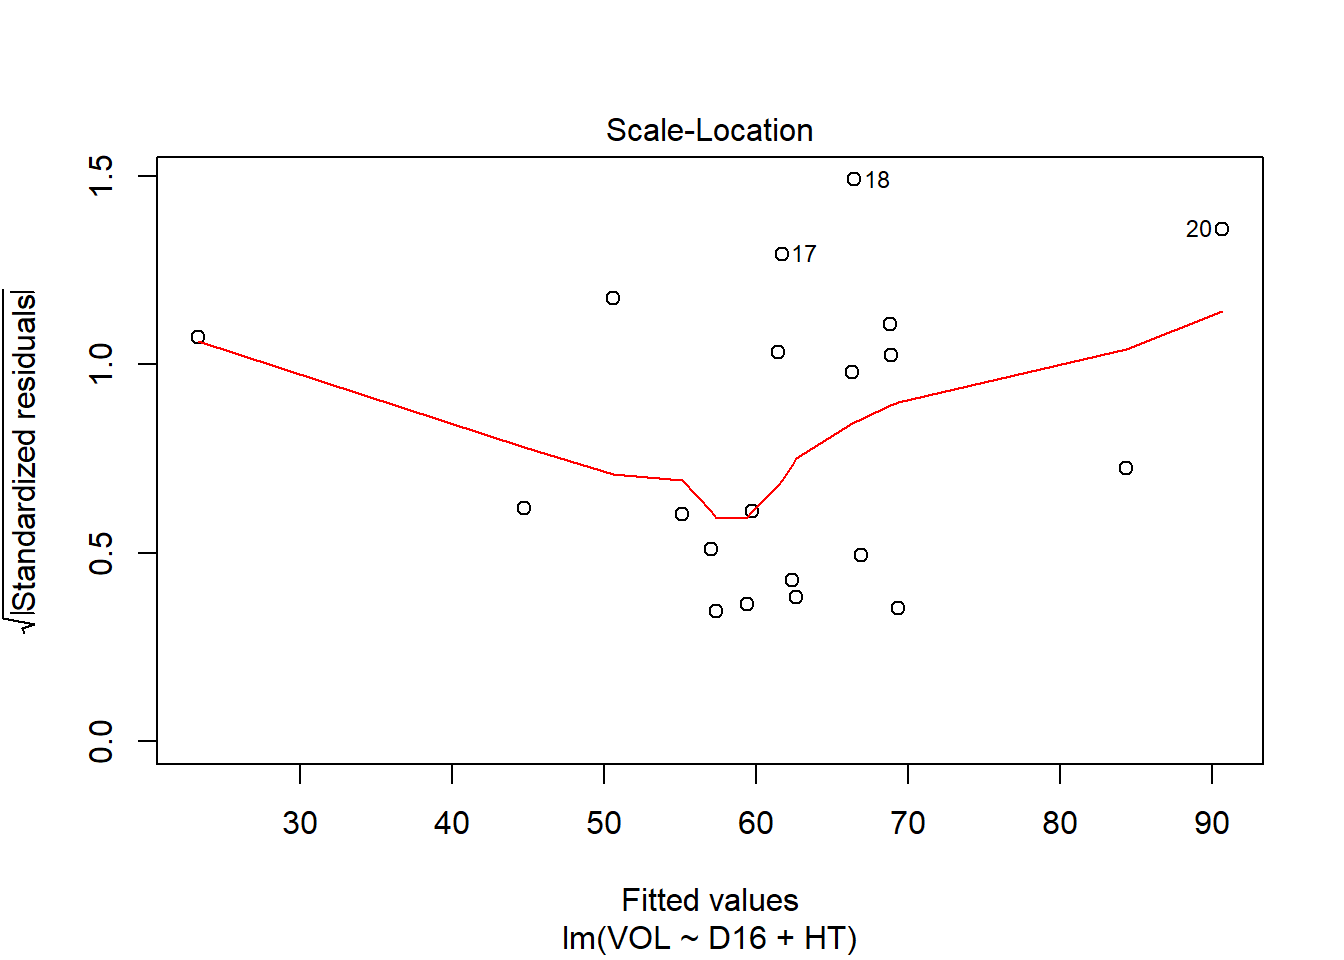 Scale-Location
√|Standardized residuals|
1.5
1.0
0.5
0.0
18
20
17
30 40 50 60 70 80 90
Fitted values
lm(VOL ~ D16 + HT)